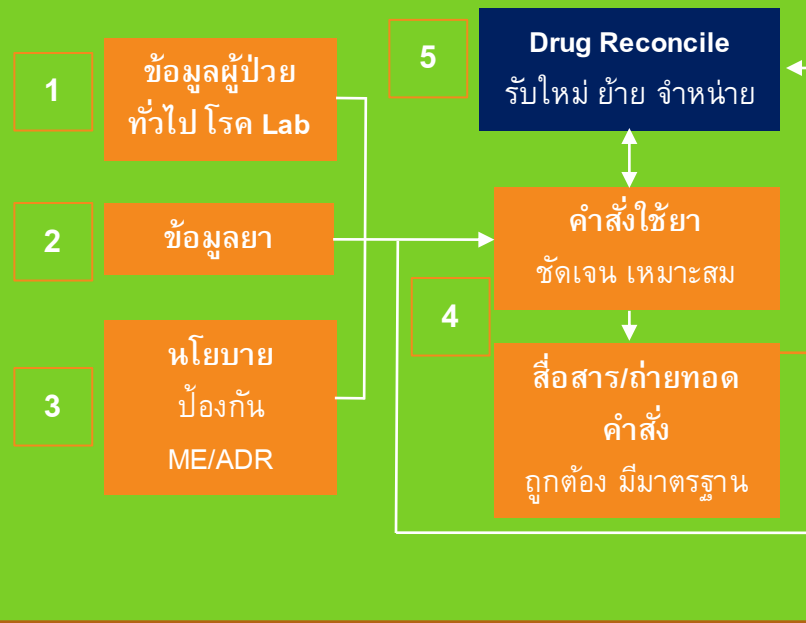 1
ข้อมูลผู้ป่วย
ทั่วไป โรค Lab
2
ข้อมูลยา
3
นโยบาย
ป้องกัน
ME/ADR
5
Drug Reconcile
รับใหม่ ย้าย จำหน่าย
คำสั่งใช้ยา
ชัดเจน เหมาะสม
4
สื่อสาร/ถ่ายทอด
คำสั่ง
ถูกต้อง มีมาตรฐาน